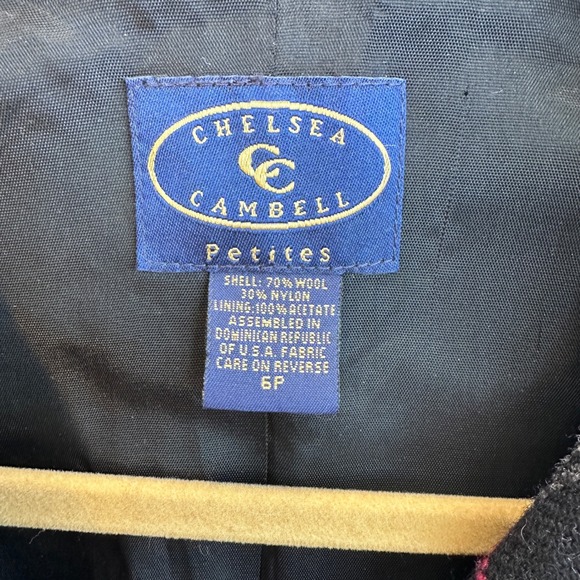 CHELSEA
CC
CAMBELL
Petites
SHELL: 70% WOOL
30% NYLON
LINING: 100% ACETATE
ASSEMBLED IN
DOMINICAN REPUBLIC
OF U.S.A. FABRIC
CARE ON REVERSE
6P